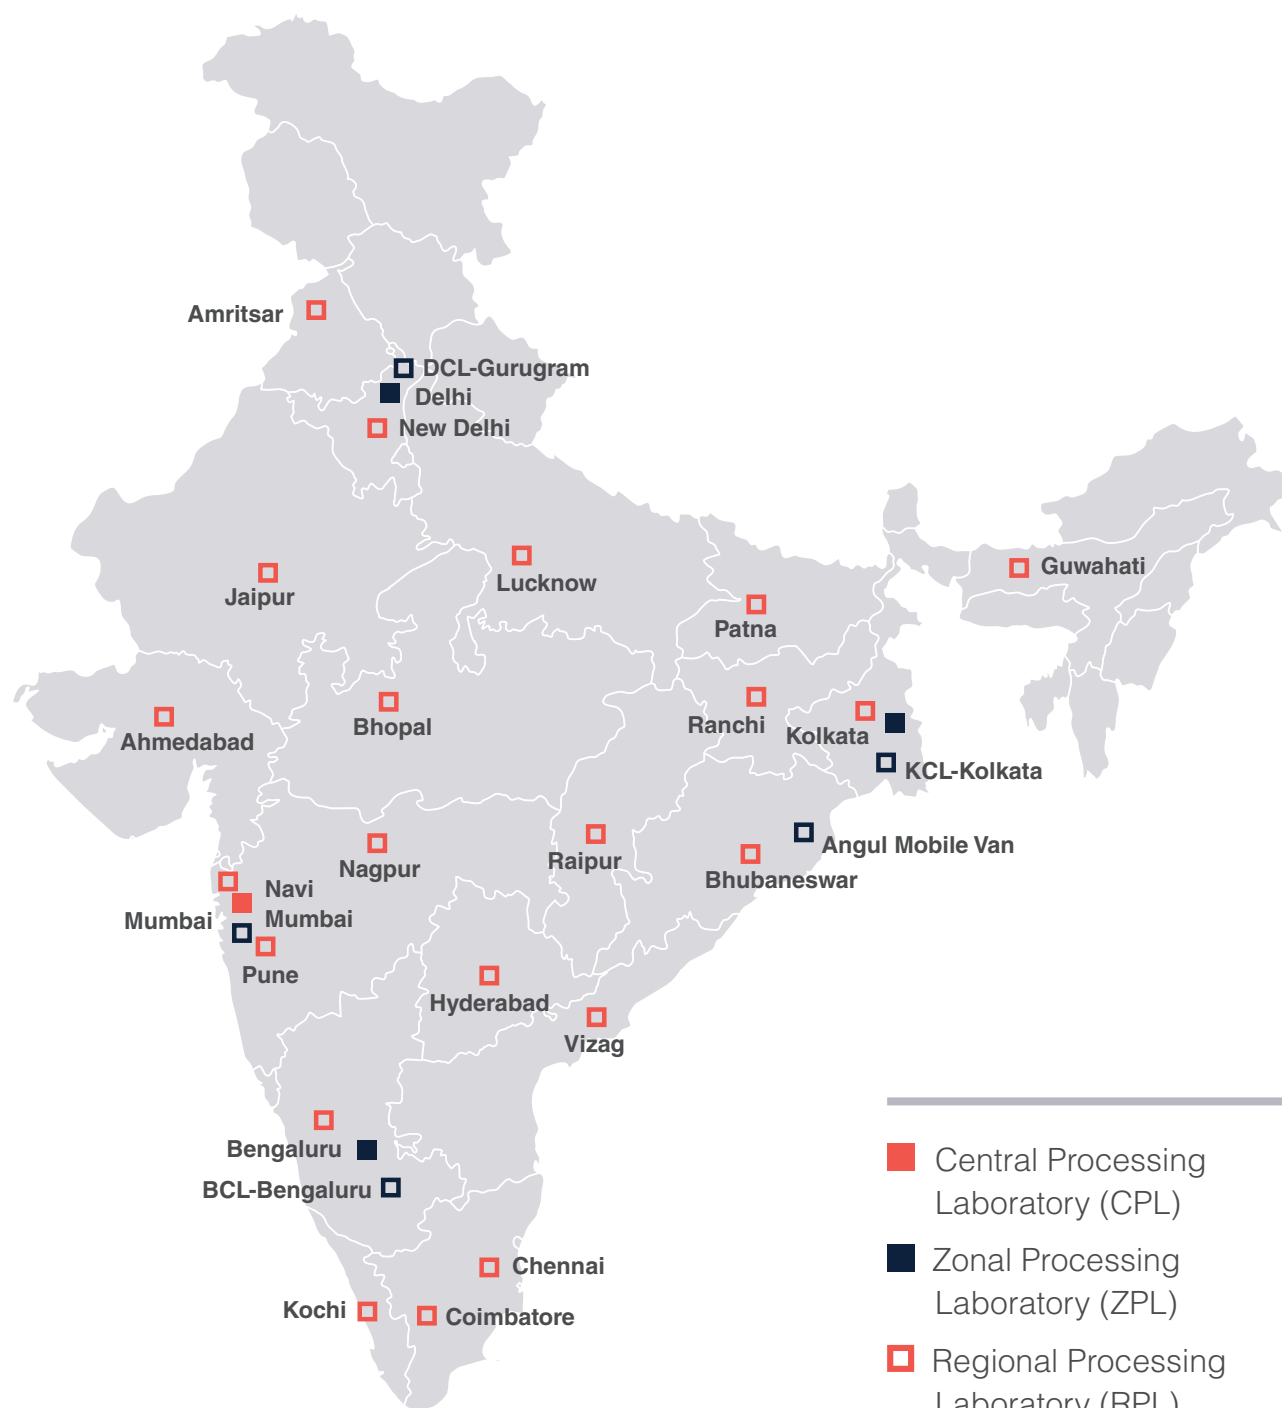 Amritsar
DCL-Gurugram
Delhi
New Delhi
Lucknow
Guwahati
Jaipur
Patna
Bhopal
Ranchi
Kolkata
Ahmedabad
KCL-Kolkata
Angul Mobile Van
Nagpur
Raipur
Bhubaneswar
Navi
Mumbai
Mumbai
Pune
Hyderabad
Vizag
Bengaluru
BCL-Bengaluru
Chennai
Kochi
Coimbatore
Central Processing
Laboratory (CPL)
Zonal Processing
Laboratory (ZPL)
Regional Processing
Laboratory (RPL)